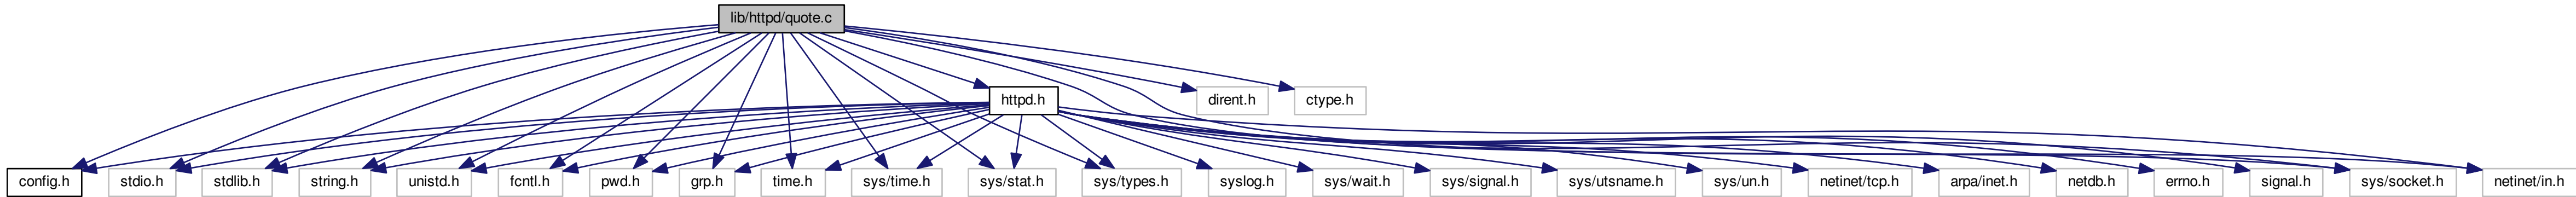 lib/httpd/quote.c
httpd.h
dirent.h
ctype.h
config.h
stdio.h
stdlib.h
string.h
unistd.h
fcntl.h
pwd.h
grp.h
time.h
sys/time.h
sys/stat.h
sys/types.h
syslog.h
sys/wait.h
sys/signal.h
sys/utsname.h
sys/un.h
netinet/tcp.h
arpa/inet.h
netdb.h
errno.h
signal.h
sys/socket.h
netinet/in.h